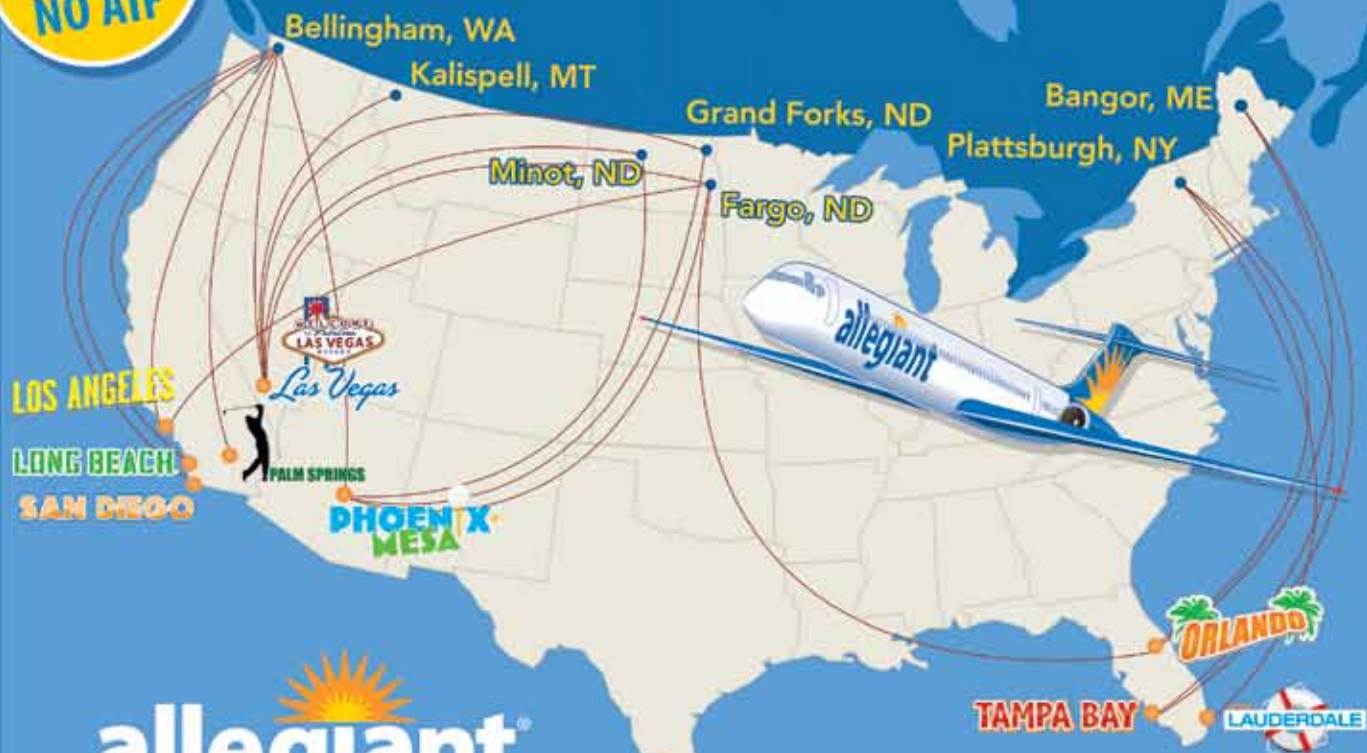 NO AIP
Bellingham, WA
Kalispell, MT
Grand Forks, ND
Bangor, ME
Plattsburgh, NY
Minot, ND
Fargo, ND
allegiant
WELCOME
LAS VEGAS
Las Vegas
LOS ANGELES
LONG BEACH
SAN DIEGO
PALM SPRINGS
PHOENIX
MESA
ORLANDO
TAMPA BAY
LAUDERDALE
allegiant®